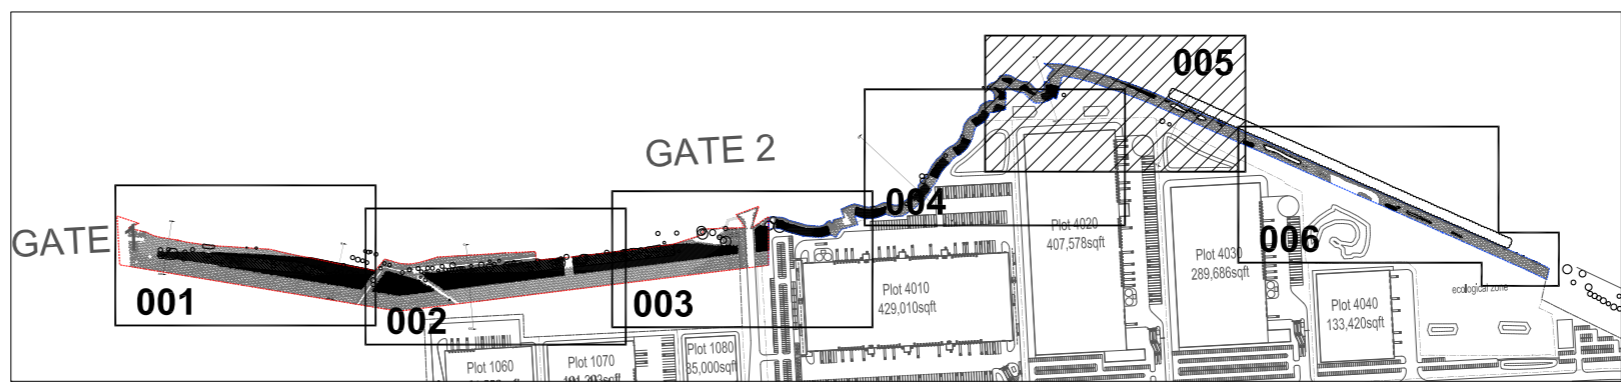 005
GATE 2
004
Plot 4020
407,578sqft
GATE 1
006
Plot 4030
289,686sqft
001
002
003
Plot 4010
429,010sqft
ecological zone
Plot 4040
133,420sqft
Plot 1060
Plot 1070
Plot 1080
85,000sqft